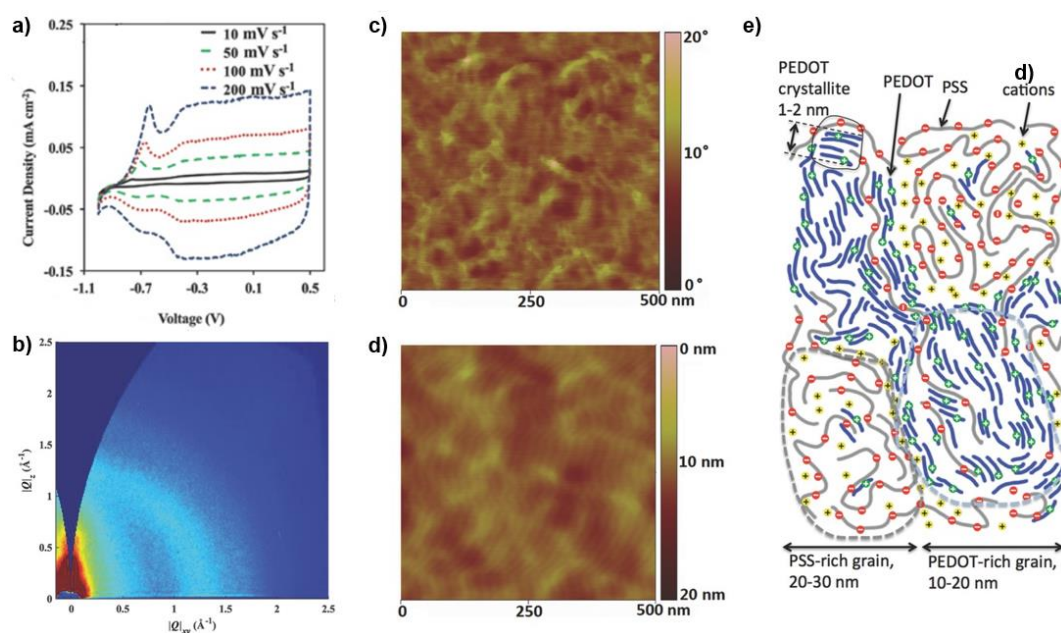 a)
0.25
10 mV s⁻¹
50 mV s⁻¹
100 mV s⁻¹
200 mV s⁻¹
0.15
0.05
-0.05
-0.15
Current Density (mA cm⁻²)
-1.1 -0.7 -0.3 0.1 0.5
Voltage (V)
b)
2.5
2
1.5
1
0.5
0
|Q|z (Å⁻¹)
0 0.5 1 1.5 2 2.5
|Q|xy (Å⁻¹)
c)
20°
10°
0°
0 250 500 nm
d)
0 nm
10 nm
20 nm
0 250 500 nm
e)
d)
PEDOT
crystallite
1-2 nm
PEDOT
PSS
cations
PSS-rich grain,
20-30 nm
PEDOT-rich grain,
10-20 nm